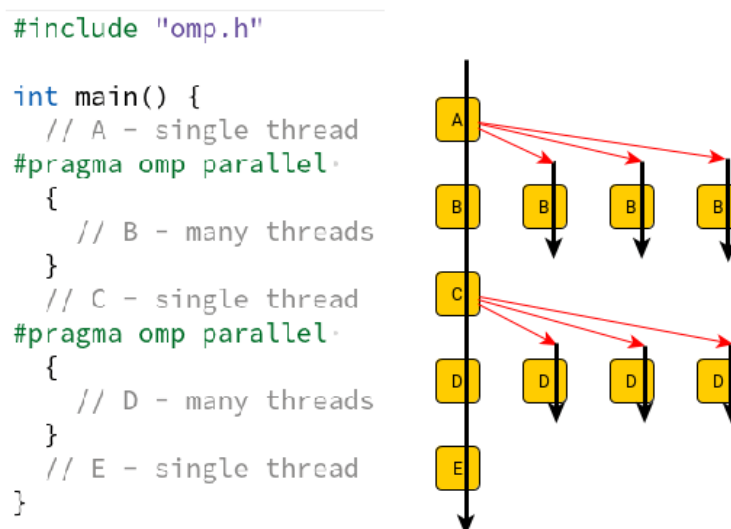 #include "omp.h"
int main() {
// A – single thread
#pragma omp parallel
{
// B – many threads
}
// C – single thread
#pragma omp parallel
{
// D – many threads
}
// E – single thread
}
A
B B B B
C
D D D D
E